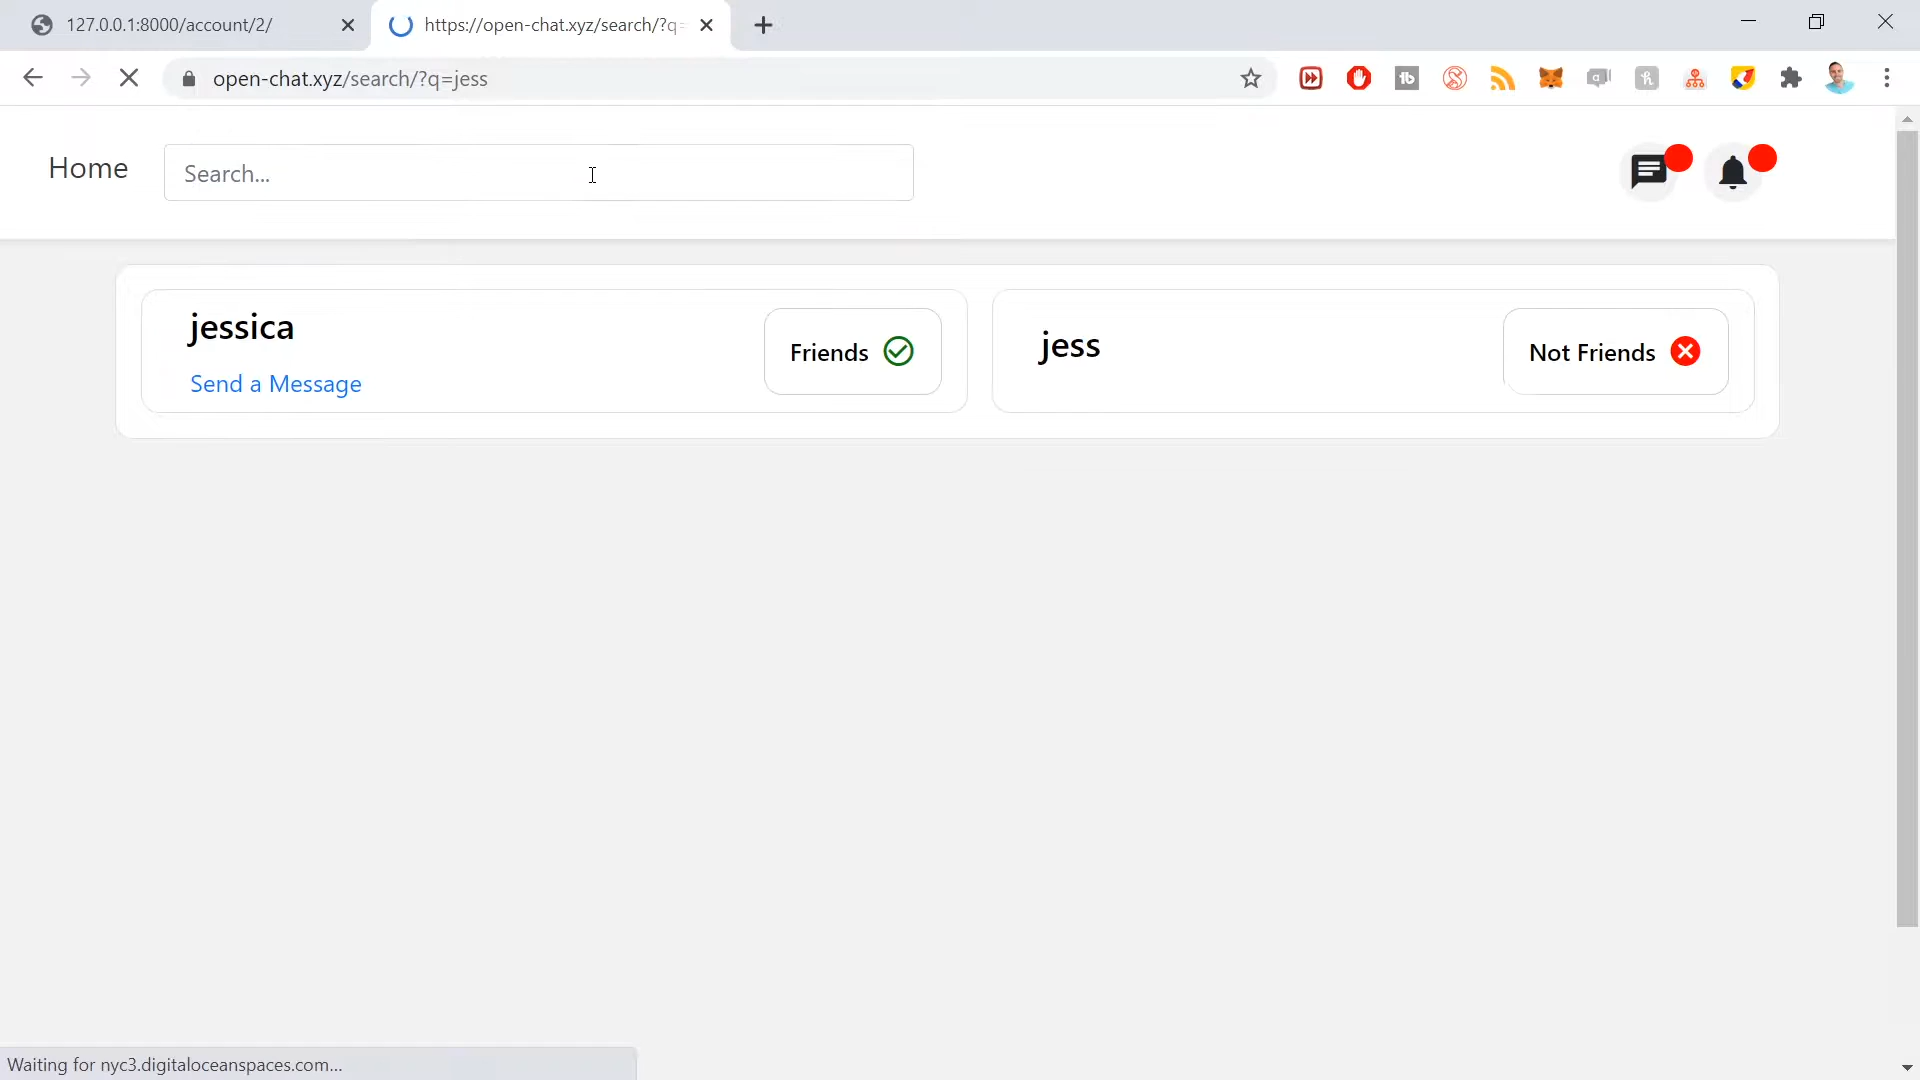 127.0.0.1:8000/account/2/
https://open-chat.xyz/search/?q=
open-chat.xyz/search/?q=jess
Home
Search...
jessica
Send a Message
Friends
jess
Not Friends
Waiting for nyc3.digitaloceanspaces.com...